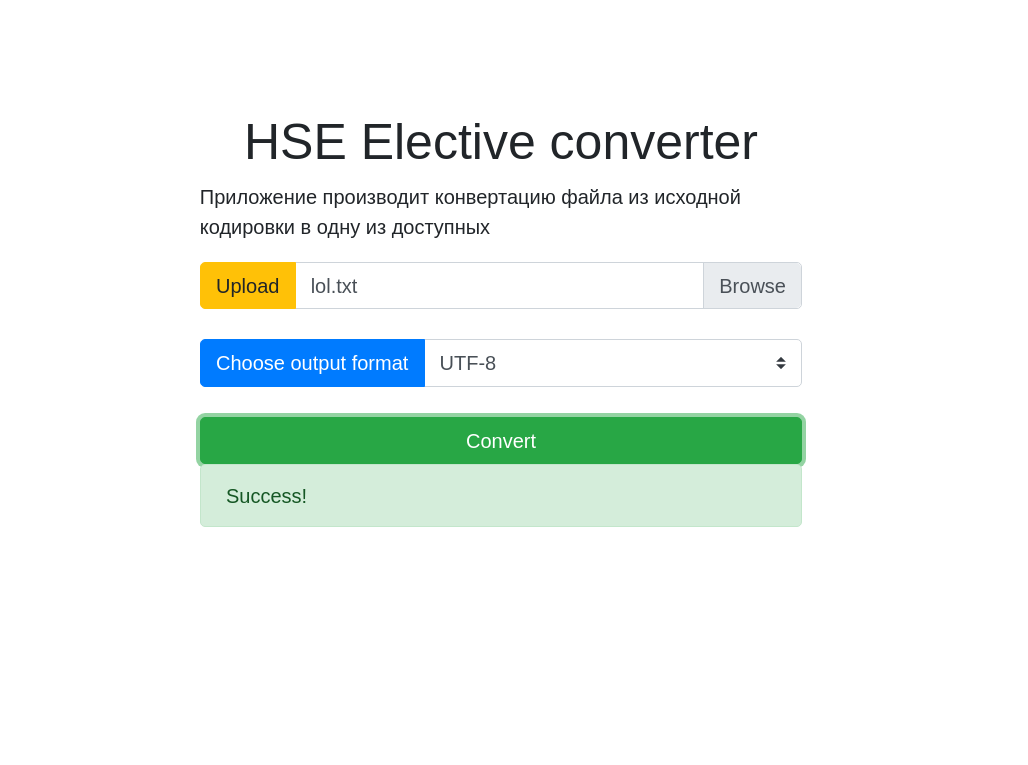 HSE Elective converter
Приложение производит конвертацию файла из исходной
кодировки в одну из доступных
Upload lol.txt Browse
Choose output format UTF-8
Convert
Success!